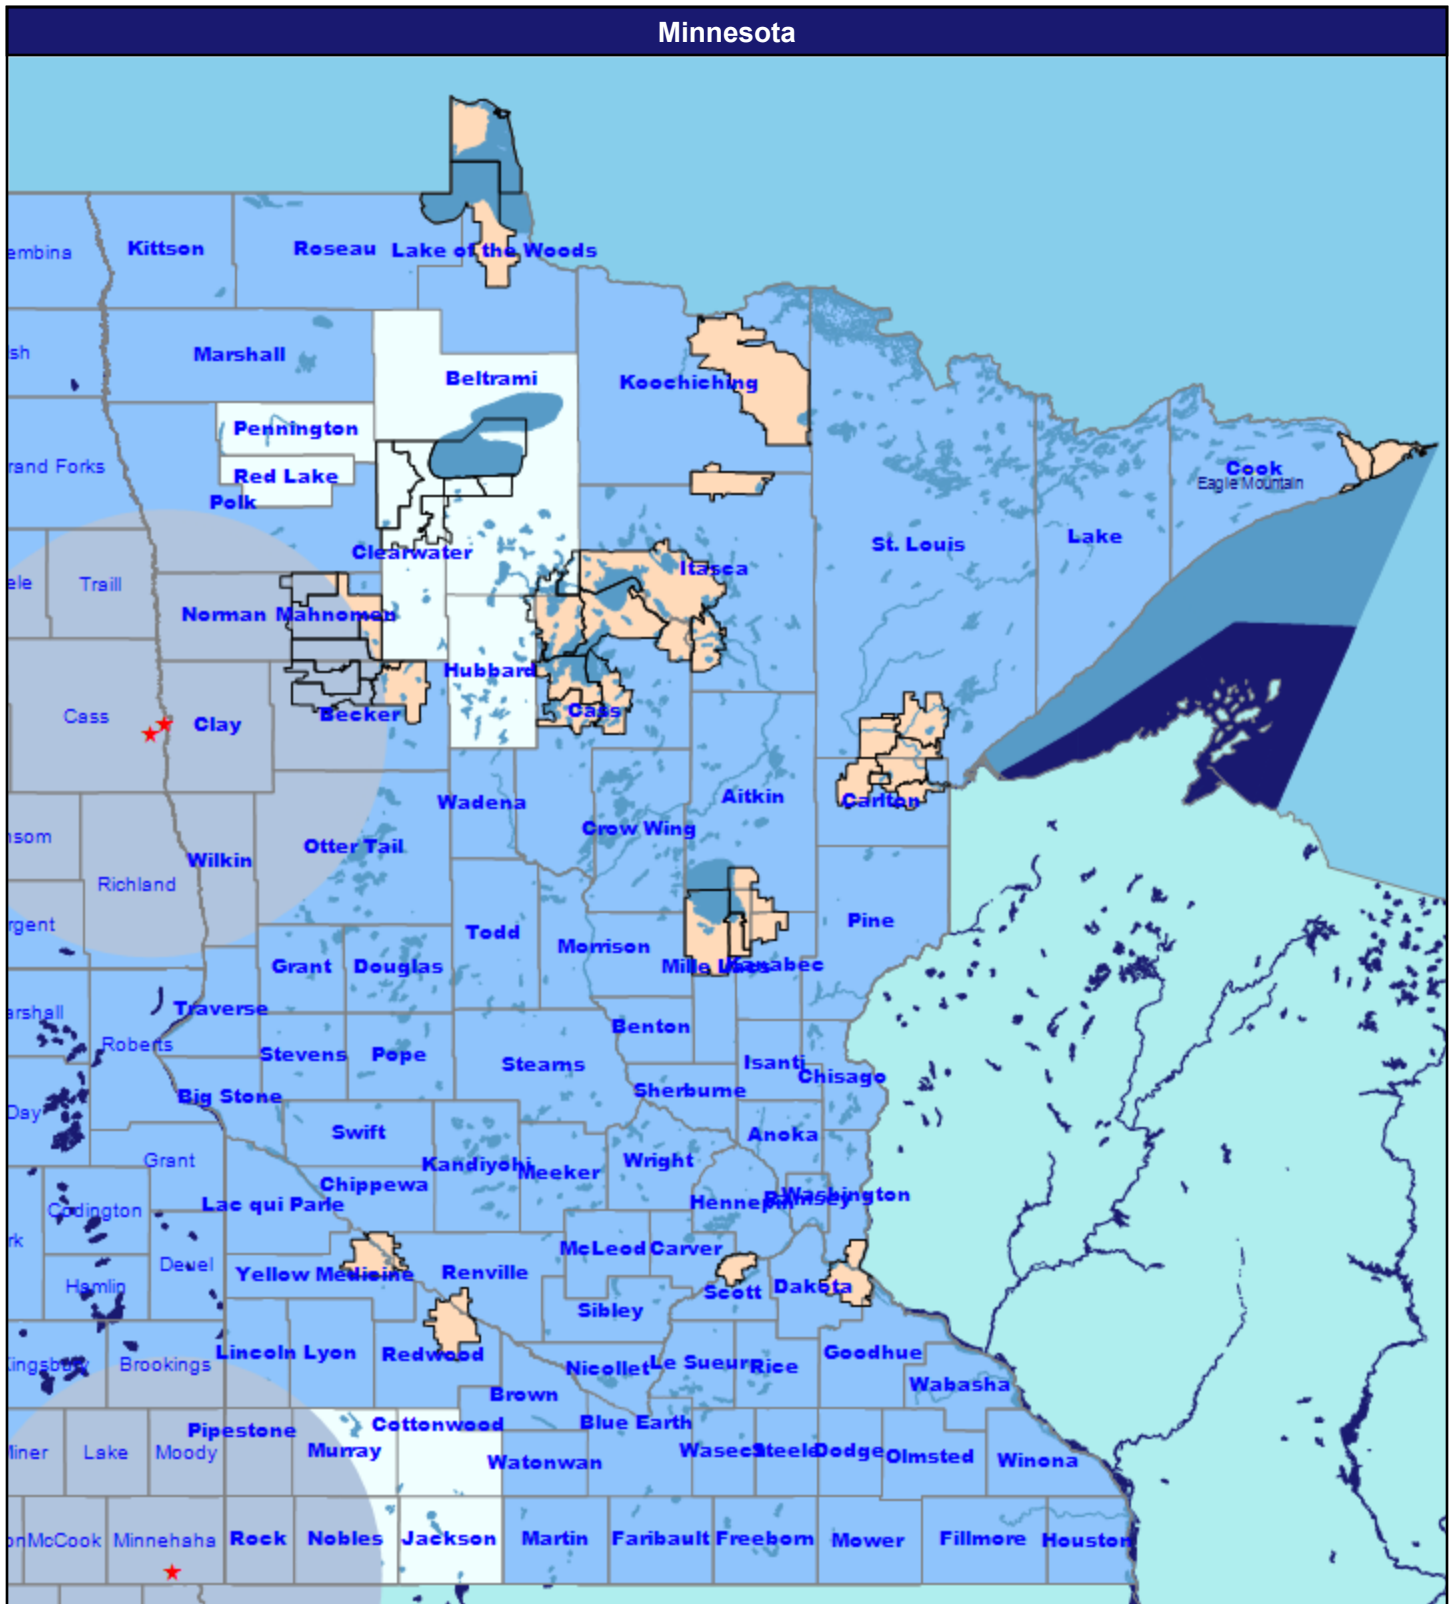 Minnesota
embina
Kittson
Roseau
Lake of the Woods
sh
Marshall
Beltrami
Koochiching
Pennington
rand Forks
Red Lake
Polk
Cook
Eagle Mountain
Clearwater
St. Louis
Lake
Itasca
ele
Traill
Norman
Mahnomen
Hubbard
Cass
Clay
Becker
Cass
Wadena
Aitkin
Carlton
nsom
Crow Wing
Otter Tail
Wilkin
Richland
rgent
Todd
Morrison
Pine
Grant
Douglas
Mille Lacs
Kanabec
arshall
Traverse
Roberts
Benton
Stevens
Pope
Stearns
Isanti
Chisago
Day
Big Stone
Sherburne
Swift
Anoka
Grant
Kandiyohi
Meeker
Wright
Chippewa
Codington
Lac qui Parle
Hennepin
Ramsey
Washington
rk
Deuel
McLeod
Carver
Yellow Medicine
Renville
Hamlin
Scott
Dakota
Sibley
Kingsbury
Brookings
Lincoln
Lyon
Redwood
Nicollet
Le Sueur
Rice
Goodhue
Wabasha
Brown
Pipestone
Cottonwood
Blue Earth
Miner
Lake
Moody
Murray
Watonwan
Waseca
Steele
Dodge
Olmsted
Winona
on
McCook
Minnehaha
Rock
Nobles
Jackson
Martin
Faribault
Freeborn
Mower
Fillmore
Houston